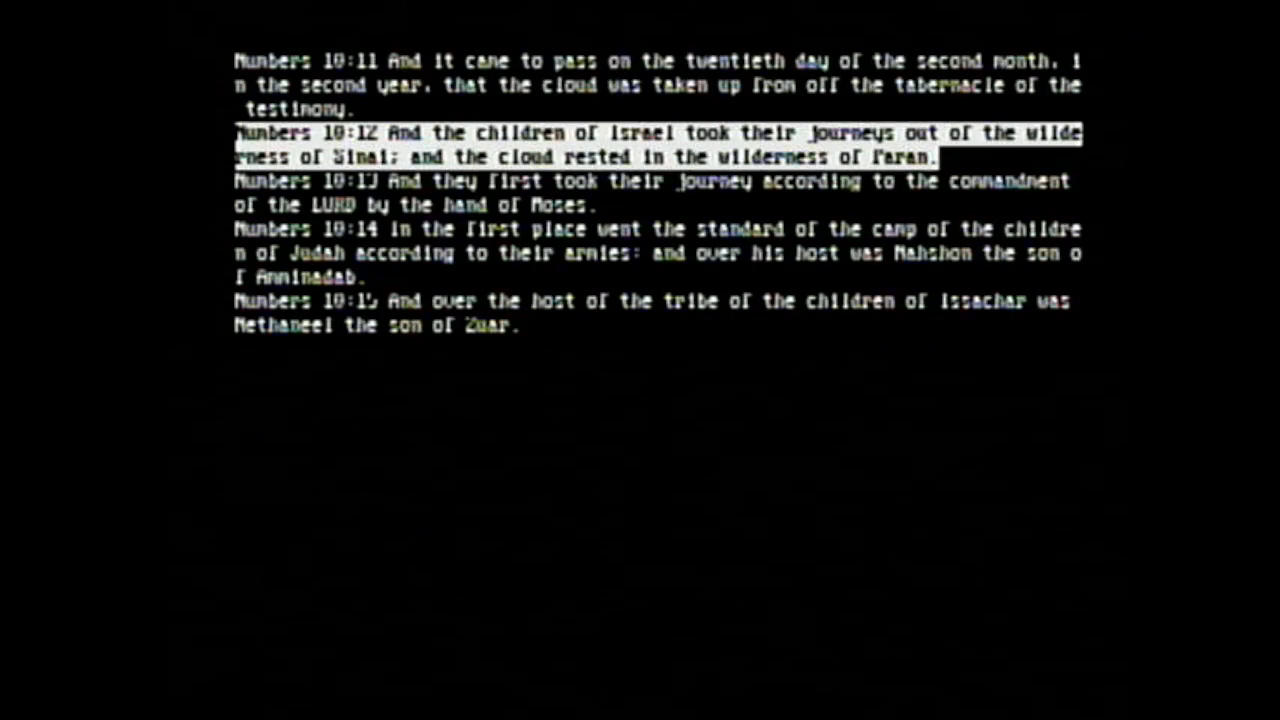 Numbers 10:11 And it came to pass on the twentieth day of the second month, i
n the second year, that the cloud was taken up from off the tabernacle of the
 testimony.
Numbers 10:12 And the children of Israel took their journeys out of the wilde
rness of Sinai; and the cloud rested in the wilderness of Paran.
Numbers 10:13 And they first took their journey according to the commandment
of the LORD by the hand of Moses.
Numbers 10:14 In the first place went the standard of the camp of the childre
n of Judah according to their armies: and over his host was Nahshon the son o
f Amminadab.
Numbers 10:15 And over the host of the tribe of the children of Issachar was
Nethaneel the son of Zuar.